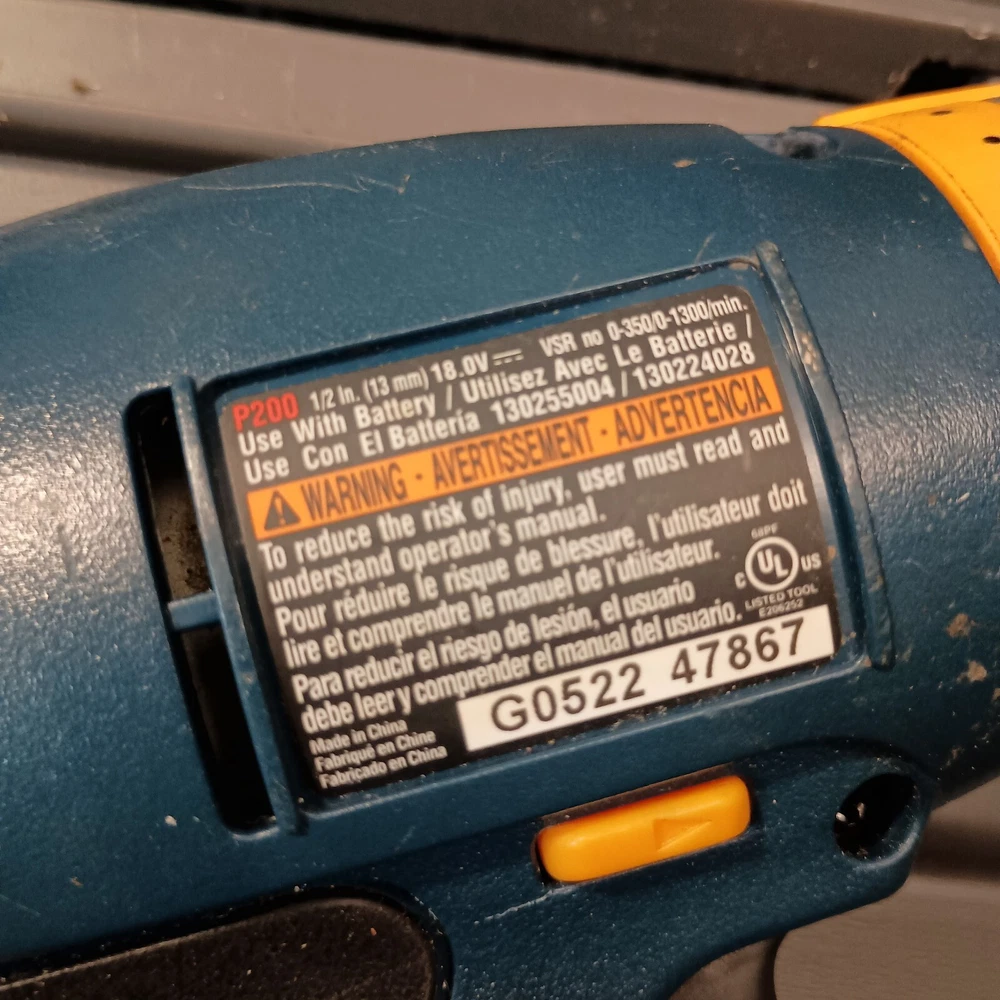 P200 1/2 In. (13 mm) 18.0V VSR no 0-350/0-1300/min.
Use With Battery / Utilisez Avec Le Batterie /
Use Con El Batteria 130255004 / 130224028
WARNING · AVERTISSEMENT · ADVERTENCIA
To reduce the risk of injury, user must read and
understand operator's manual.
Pour réduire le risque de blessure, l'utilisateur doit
lire et comprendre le manuel de l'utilisateur.
Para reducir el riesgo de lesión, el usuario
debe leer y comprender el manual del usuario.
68PF
C UL US
LISTED TOOL
E206252
Made in China
Fabriqué en Chine
Fabricado en China
G0522 47867